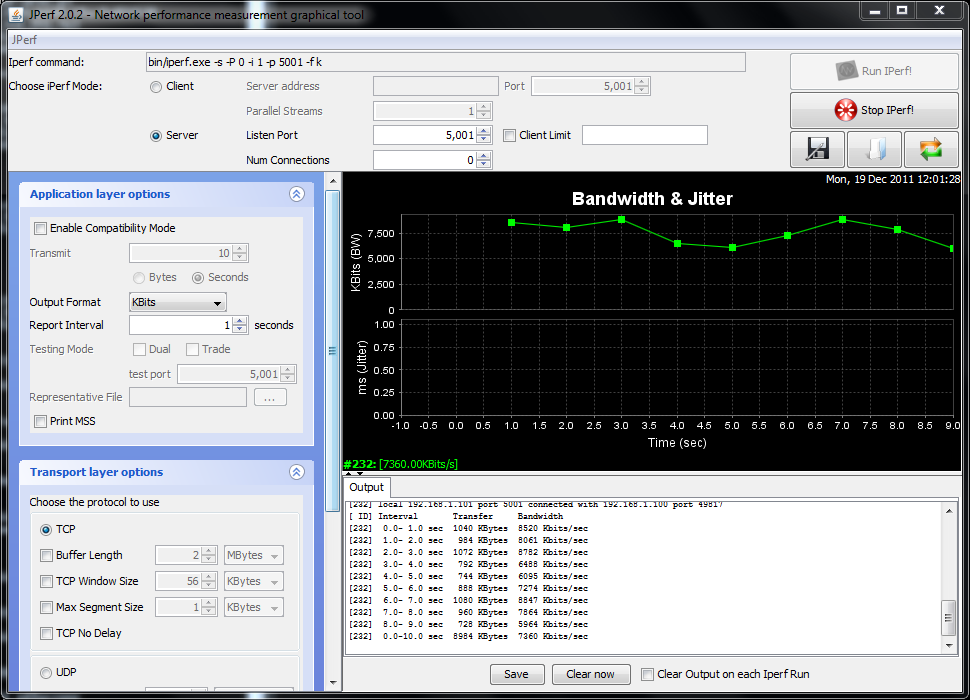 JPerf 2.0.2 - Network performance measurement graphical tool
JPerf
Iperf command: bin/iperf.exe -s -P 0 -i 1 -p 5001 -f k
Choose iPerf Mode: Client Server address Port 5,001
Parallel Streams 1
Server Listen Port 5,001 Client Limit
Num Connections 0
Run IPerf!
Stop IPerf!
Application layer options
Enable Compatibility Mode
Transmit 10
Bytes Seconds
Output Format KBits
Report Interval 1 seconds
Testing Mode Dual Trade
test port 5,001
Representative File ...
Print MSS
Transport layer options
Choose the protocol to use
TCP
Buffer Length 2 MBytes
TCP Window Size 56 KBytes
Max Segment Size 1 KBytes
TCP No Delay
UDP
Mon, 19 Dec 2011 12:01:28
Bandwidth & Jitter
KBits (BW)
7,500
5,000
2,500
0
ms (Jitter)
1.00
0.75
0.50
0.25
0.00
-1.0 -0.5 0.0 0.5 1.0 1.5 2.0 2.5 3.0 3.5 4.0 4.5 5.0 5.5 6.0 6.5 7.0 7.5 8.0 8.5 9.0
Time (sec)
#232: [7360.00KBits/s]
Output
[232] local 192.168.1.101 port 5001 connected with 192.168.1.100 port 49817
[ ID] Interval Transfer Bandwidth
[232] 0.0- 1.0 sec 1040 KBytes 8520 Kbits/sec
[232] 1.0- 2.0 sec 984 KBytes 8061 Kbits/sec
[232] 2.0- 3.0 sec 1072 KBytes 8782 Kbits/sec
[232] 3.0- 4.0 sec 792 KBytes 6488 Kbits/sec
[232] 4.0- 5.0 sec 744 KBytes 6095 Kbits/sec
[232] 5.0- 6.0 sec 888 KBytes 7274 Kbits/sec
[232] 6.0- 7.0 sec 1080 KBytes 8847 Kbits/sec
[232] 7.0- 8.0 sec 960 KBytes 7864 Kbits/sec
[232] 8.0- 9.0 sec 728 KBytes 5964 Kbits/sec
[232] 0.0-10.0 sec 8984 KBytes 7360 Kbits/sec
Save Clear now Clear Output on each Iperf Run